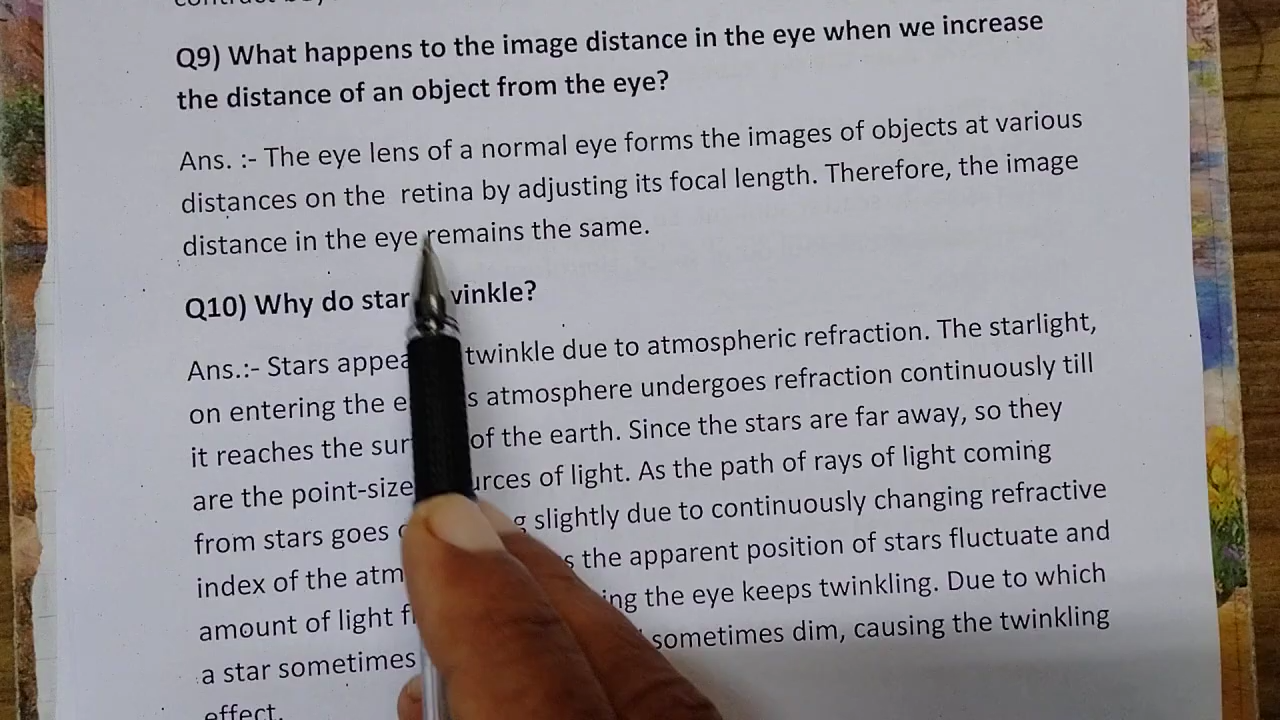 Q9) What happens to the image distance in the eye when we increase
the distance of an object from the eye?
Ans. :- The eye lens of a normal eye forms the images of objects at various
distances on the retina by adjusting its focal length. Therefore, the image
distance in the eye remains the same.
Q10) Why do star winkle?
Ans.:- Stars appea twinkle due to atmospheric refraction. The starlight,
on entering the e s atmosphere undergoes refraction continuously till
it reaches the sur of the earth. Since the stars are far away, so they
are the point-size urces of light. As the path of rays of light coming
from stars goes g slightly due to continuously changing refractive
index of the atm s the apparent position of stars fluctuate and
amount of light f ing the eye keeps twinkling. Due to which
a star sometimes sometimes dim, causing the twinkling
effect.